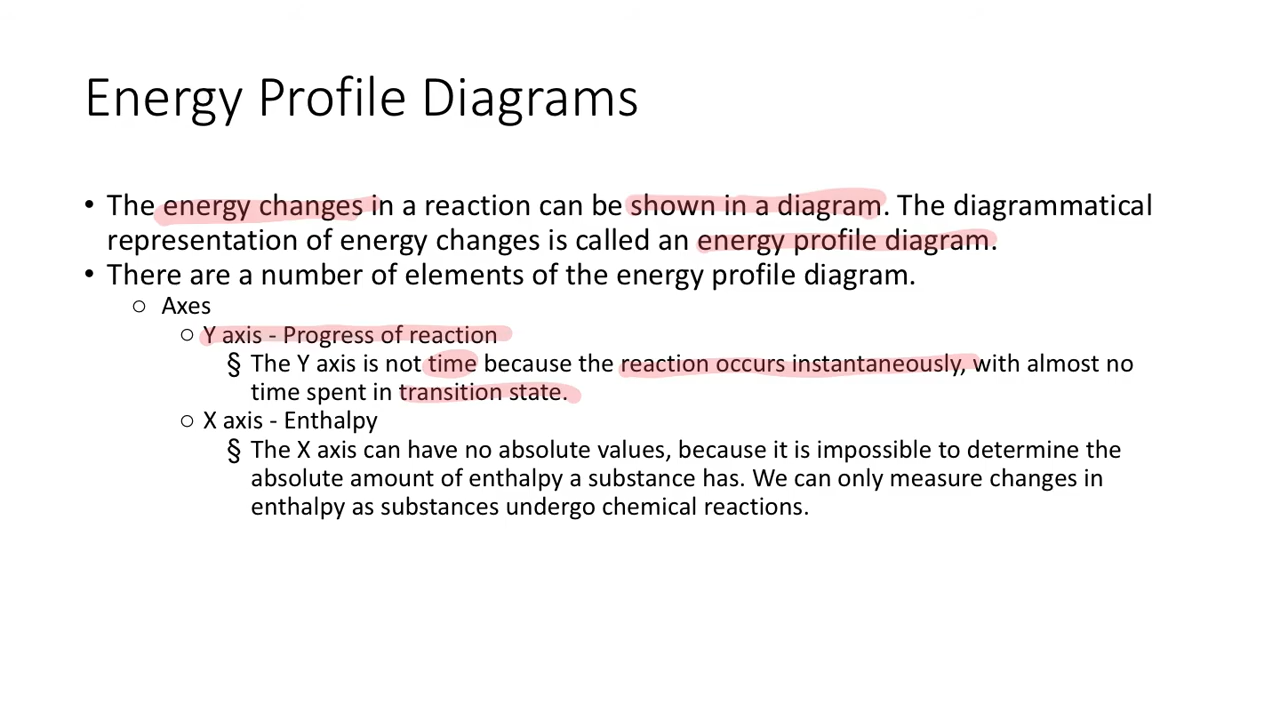 Energy Profile Diagrams
• The energy changes in a reaction can be shown in a diagram. The diagrammatical
representation of energy changes is called an energy profile diagram.
• There are a number of elements of the energy profile diagram.
○ Axes
○ Y axis - Progress of reaction
§ The Y axis is not time because the reaction occurs instantaneously, with almost no
time spent in transition state.
○ X axis - Enthalpy
§ The X axis can have no absolute values, because it is impossible to determine the
absolute amount of enthalpy a substance has. We can only measure changes in
enthalpy as substances undergo chemical reactions.